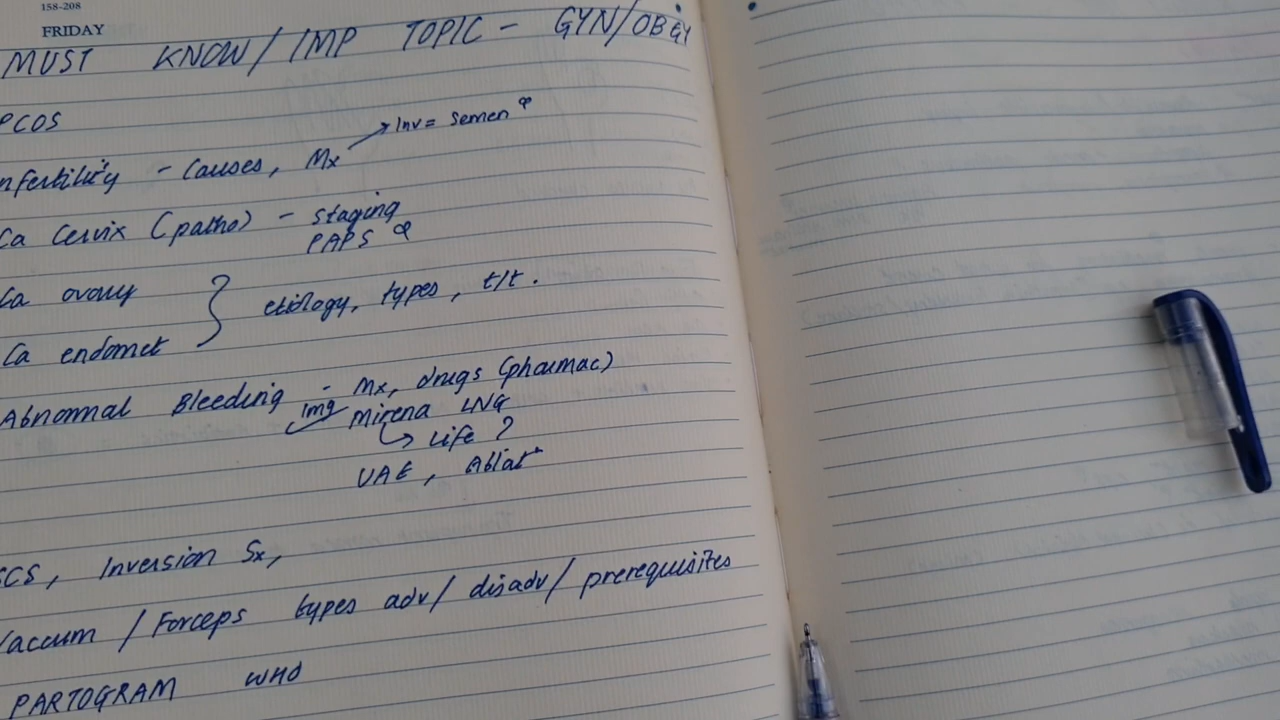 158-208
FRIDAY
MUST KNOW/IMP TOPIC - GYN/OBGY
PCOS
nfertility - Causes, Mx → Inv = Semen
Ca Cervix (patho) - Staging
PAPS
Ca ovary
Ca endomet } etiology, types, t/t.
Abnormal Bleeding - Mx, drugs (pharmac)
img Mirena LNG
↳ Life ?
UAE, Ablatⁿ
SCS, Inversion Sx,
Vaccum / Forceps types adv/ disadv/ prerequisites
PARTOGRAM WHO